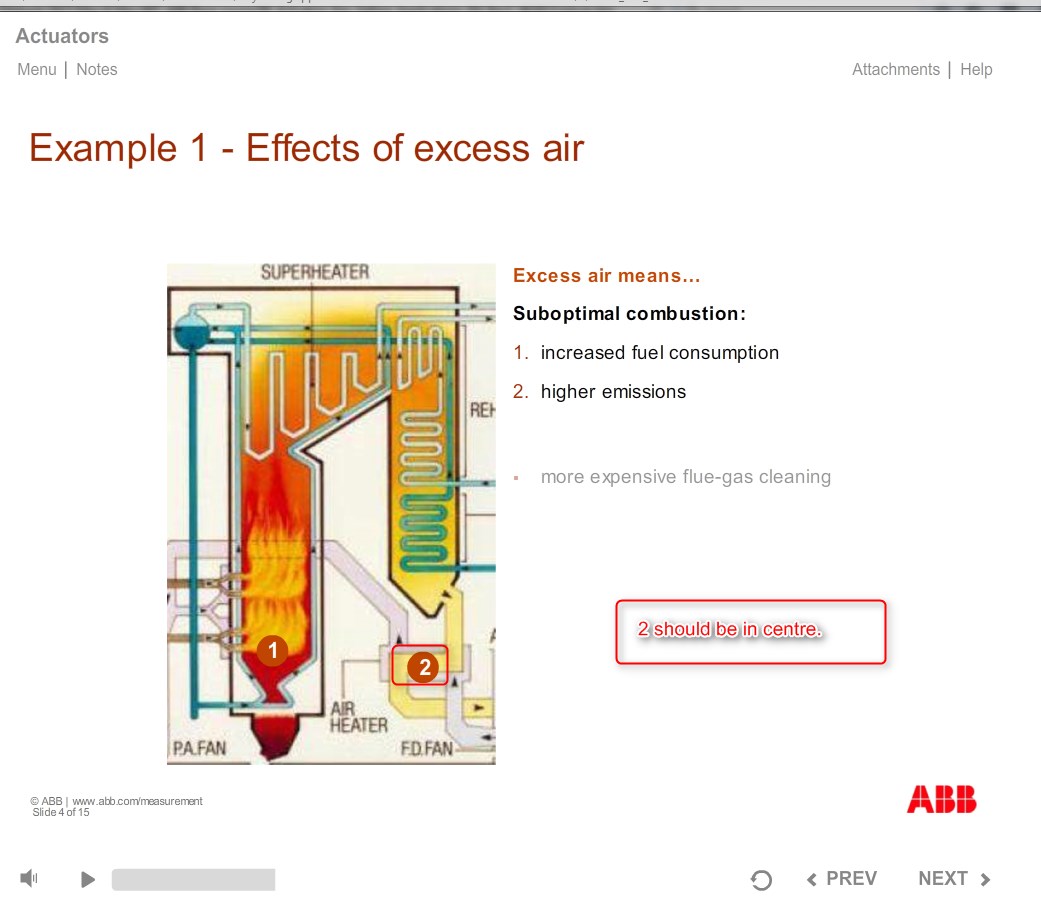 Actuators
Menu | Notes
Attachments | Help
Example 1 - Effects of excess air
SUPERHEATER
REH
1
2
AIR
HEATER
P.A.FAN
F.D.FAN
Excess air means...
Suboptimal combustion:
1. increased fuel consumption
2. higher emissions
▪ more expensive flue-gas cleaning
2 should be in centre.
© ABB | www.abb.com/measurement
Slide 4 of 15
ABB
PREV
NEXT